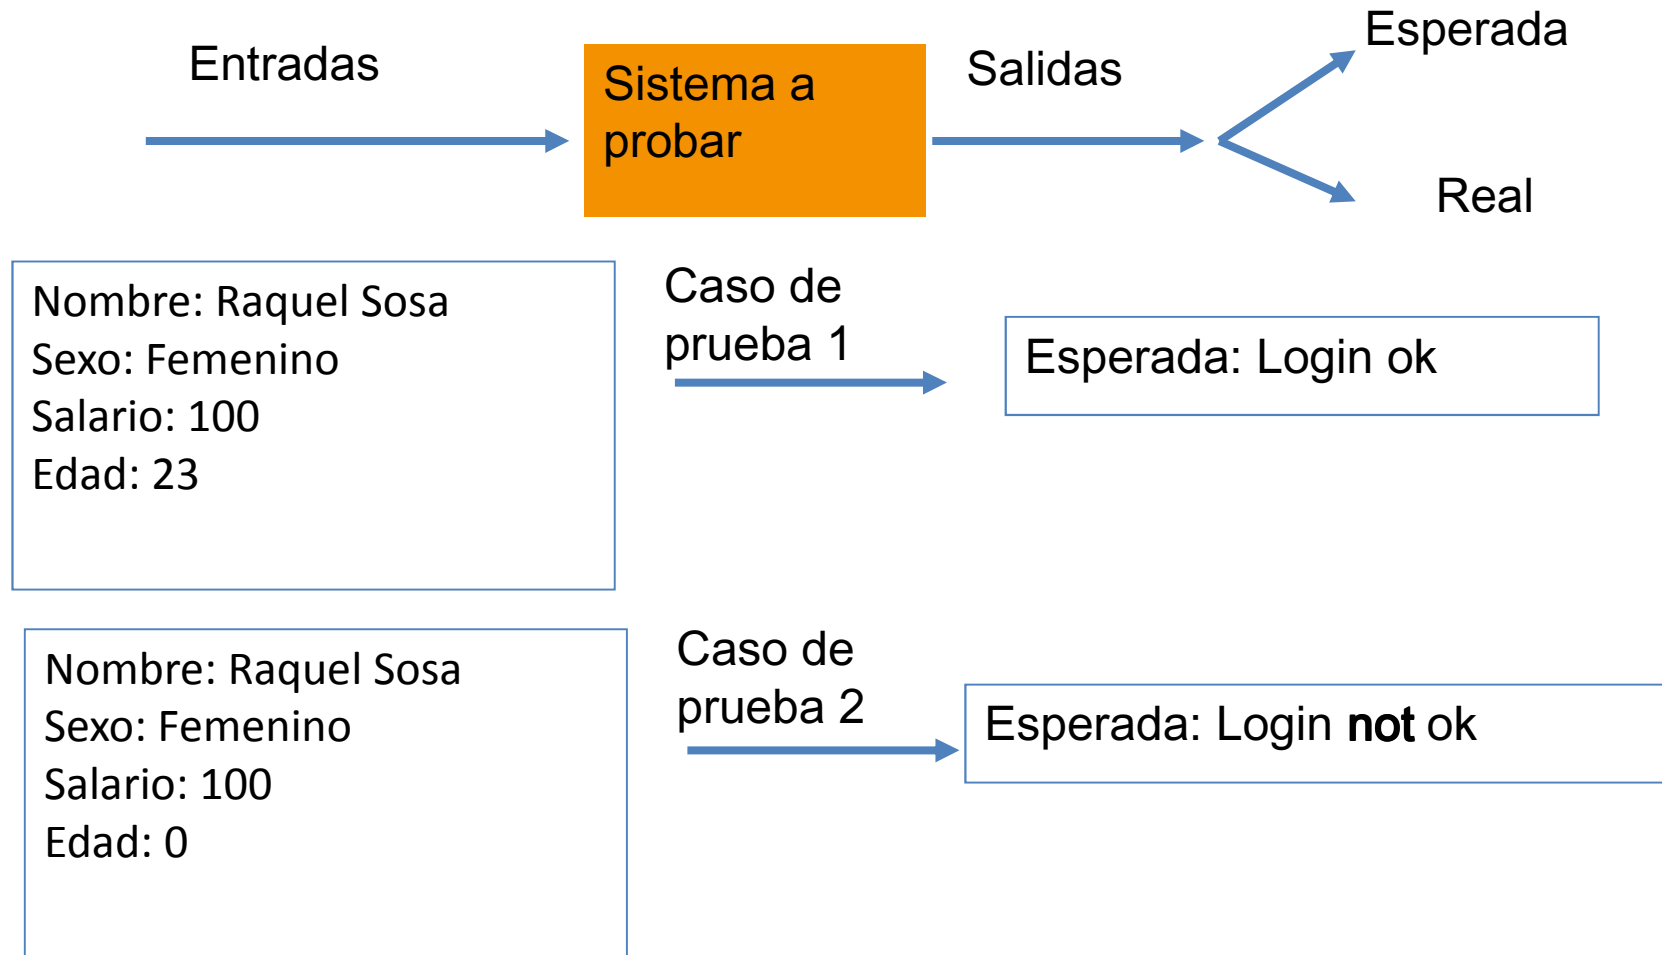 Entradas
Sistema a
probar
Salidas
Esperada
Real
Nombre: Raquel Sosa
Sexo: Femenino
Salario: 100
Edad: 23
Caso de
prueba 1
Esperada: Login ok
Nombre: Raquel Sosa
Sexo: Femenino
Salario: 100
Edad: 0
Caso de
prueba 2
Esperada: Login not ok